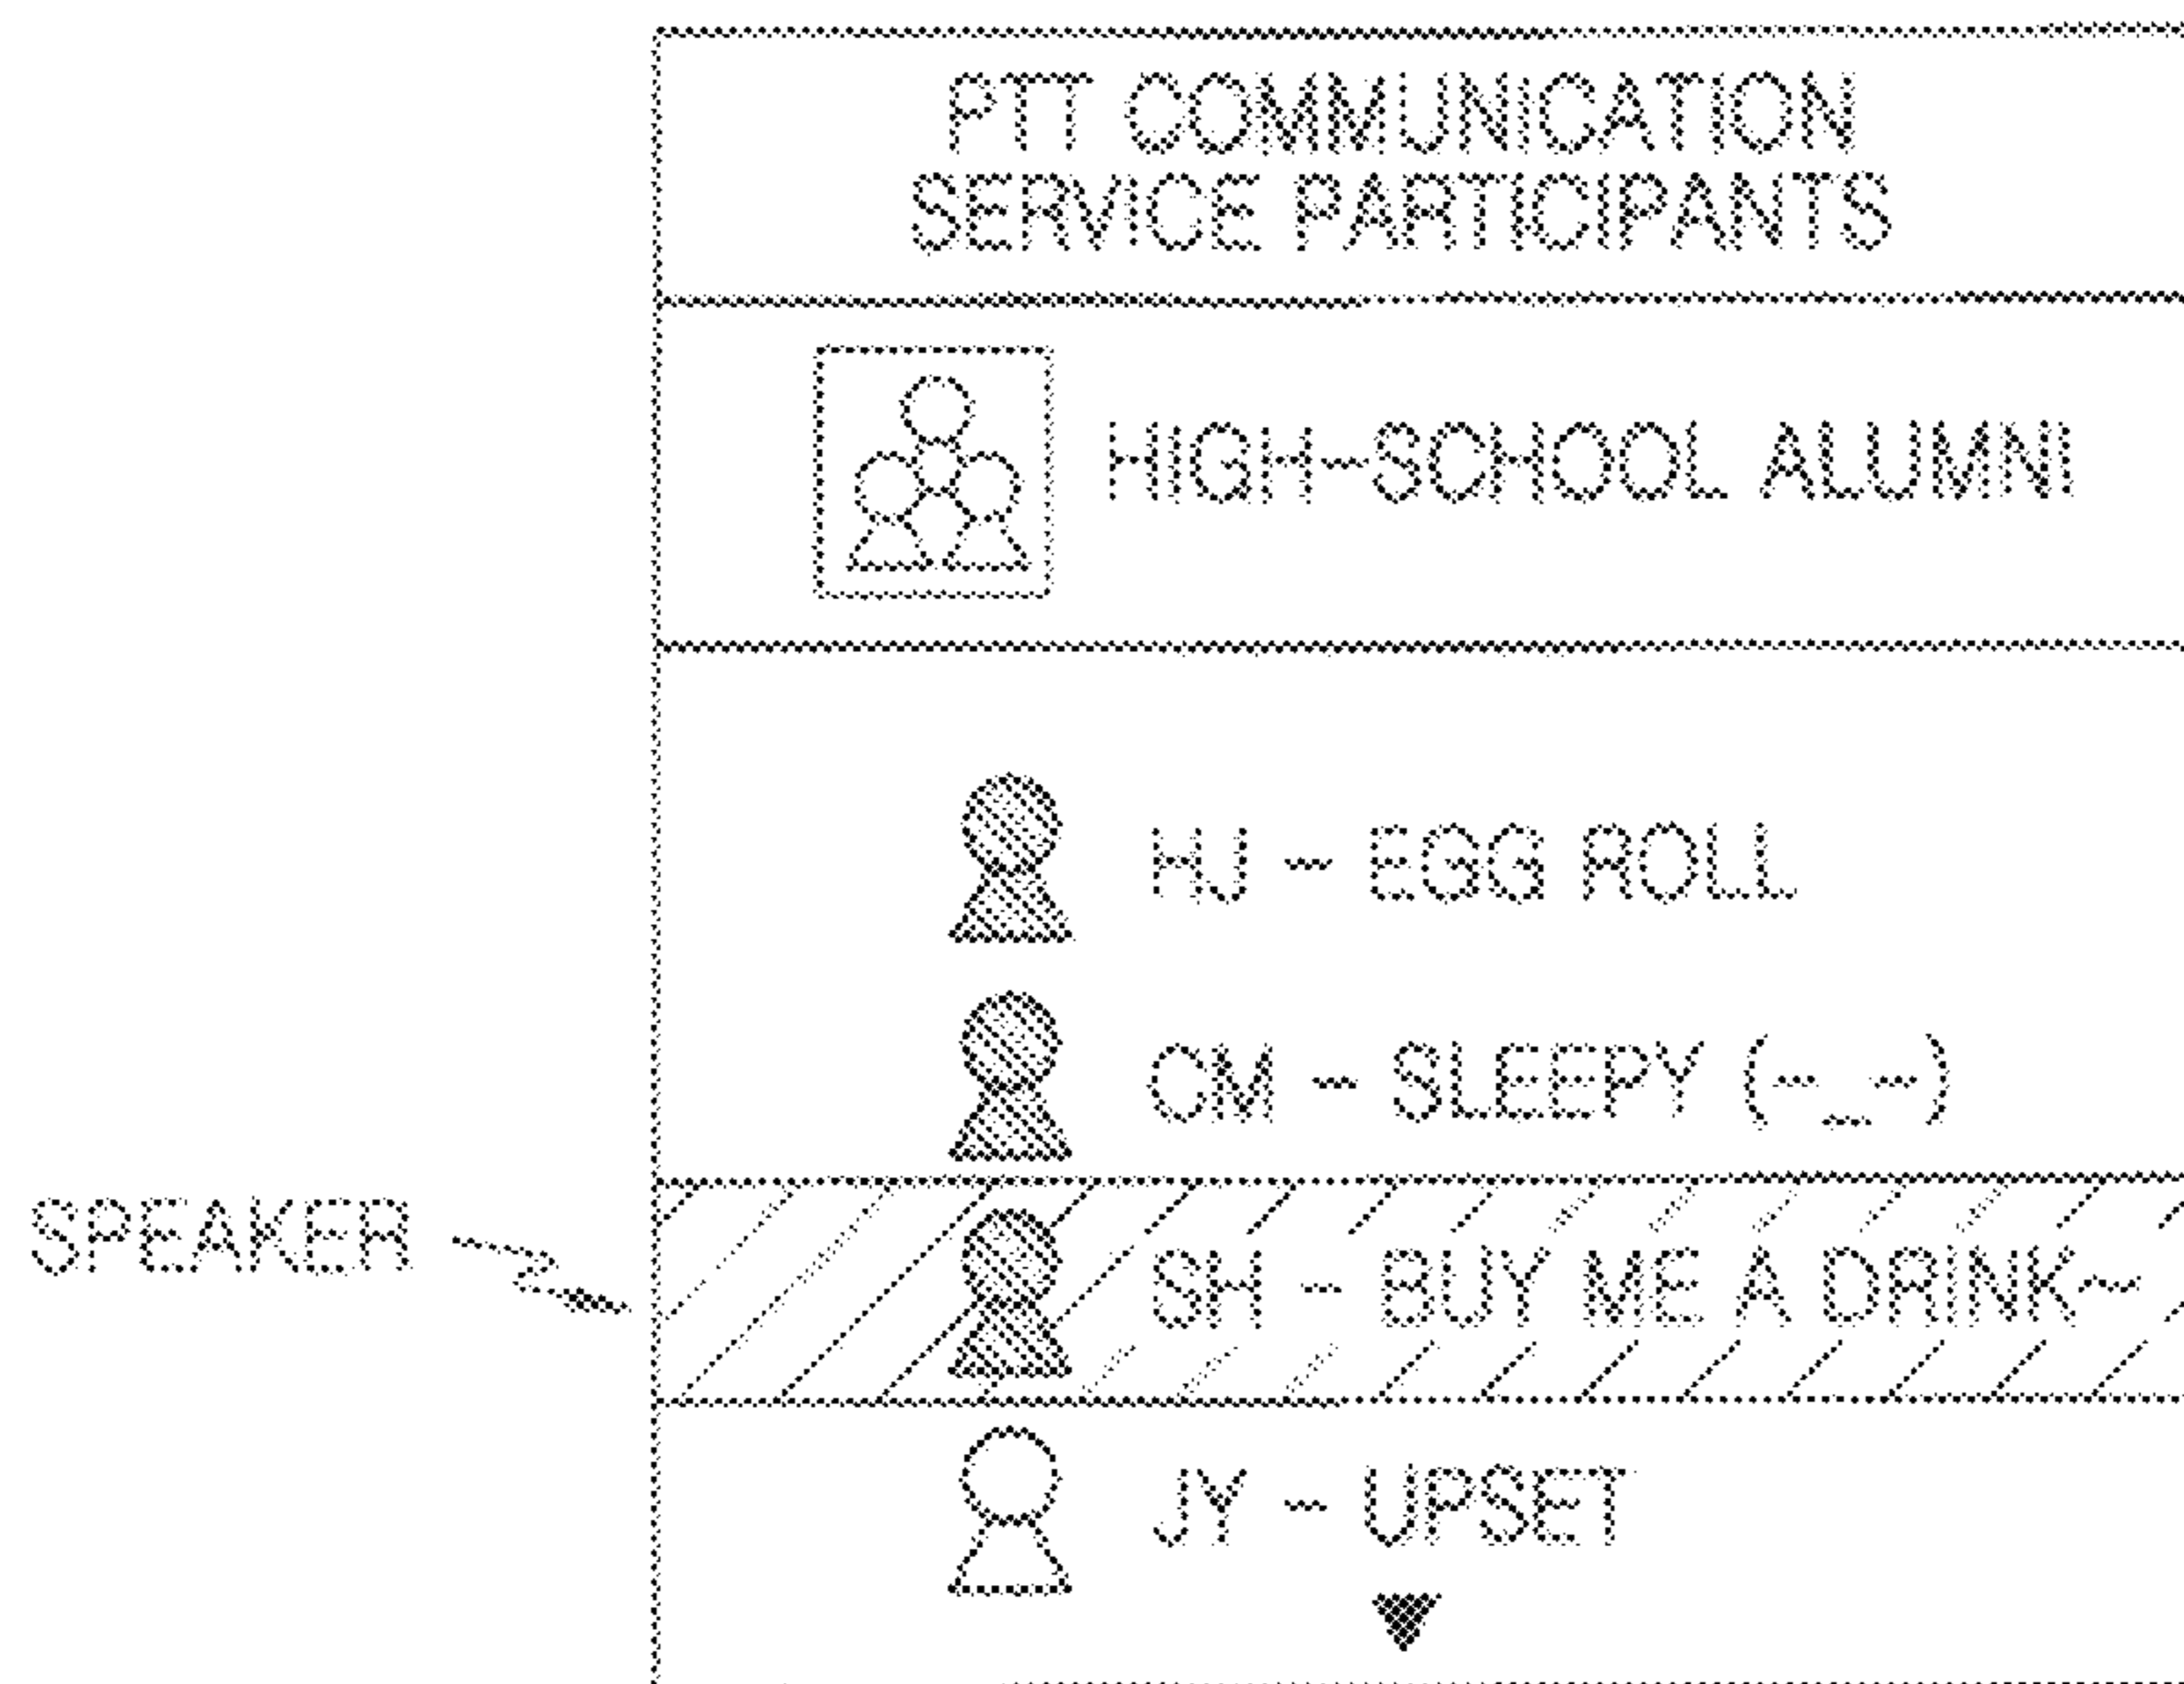 PTT COMMUNICATION
SERVICE PARTICIPANTS
HIGH-SCHOOL ALUMNI
HJ - EGG ROLL
CM - SLEEPY (-_-)
SPEAKER
SH - BUY ME A DRINK~
JY - UPSET